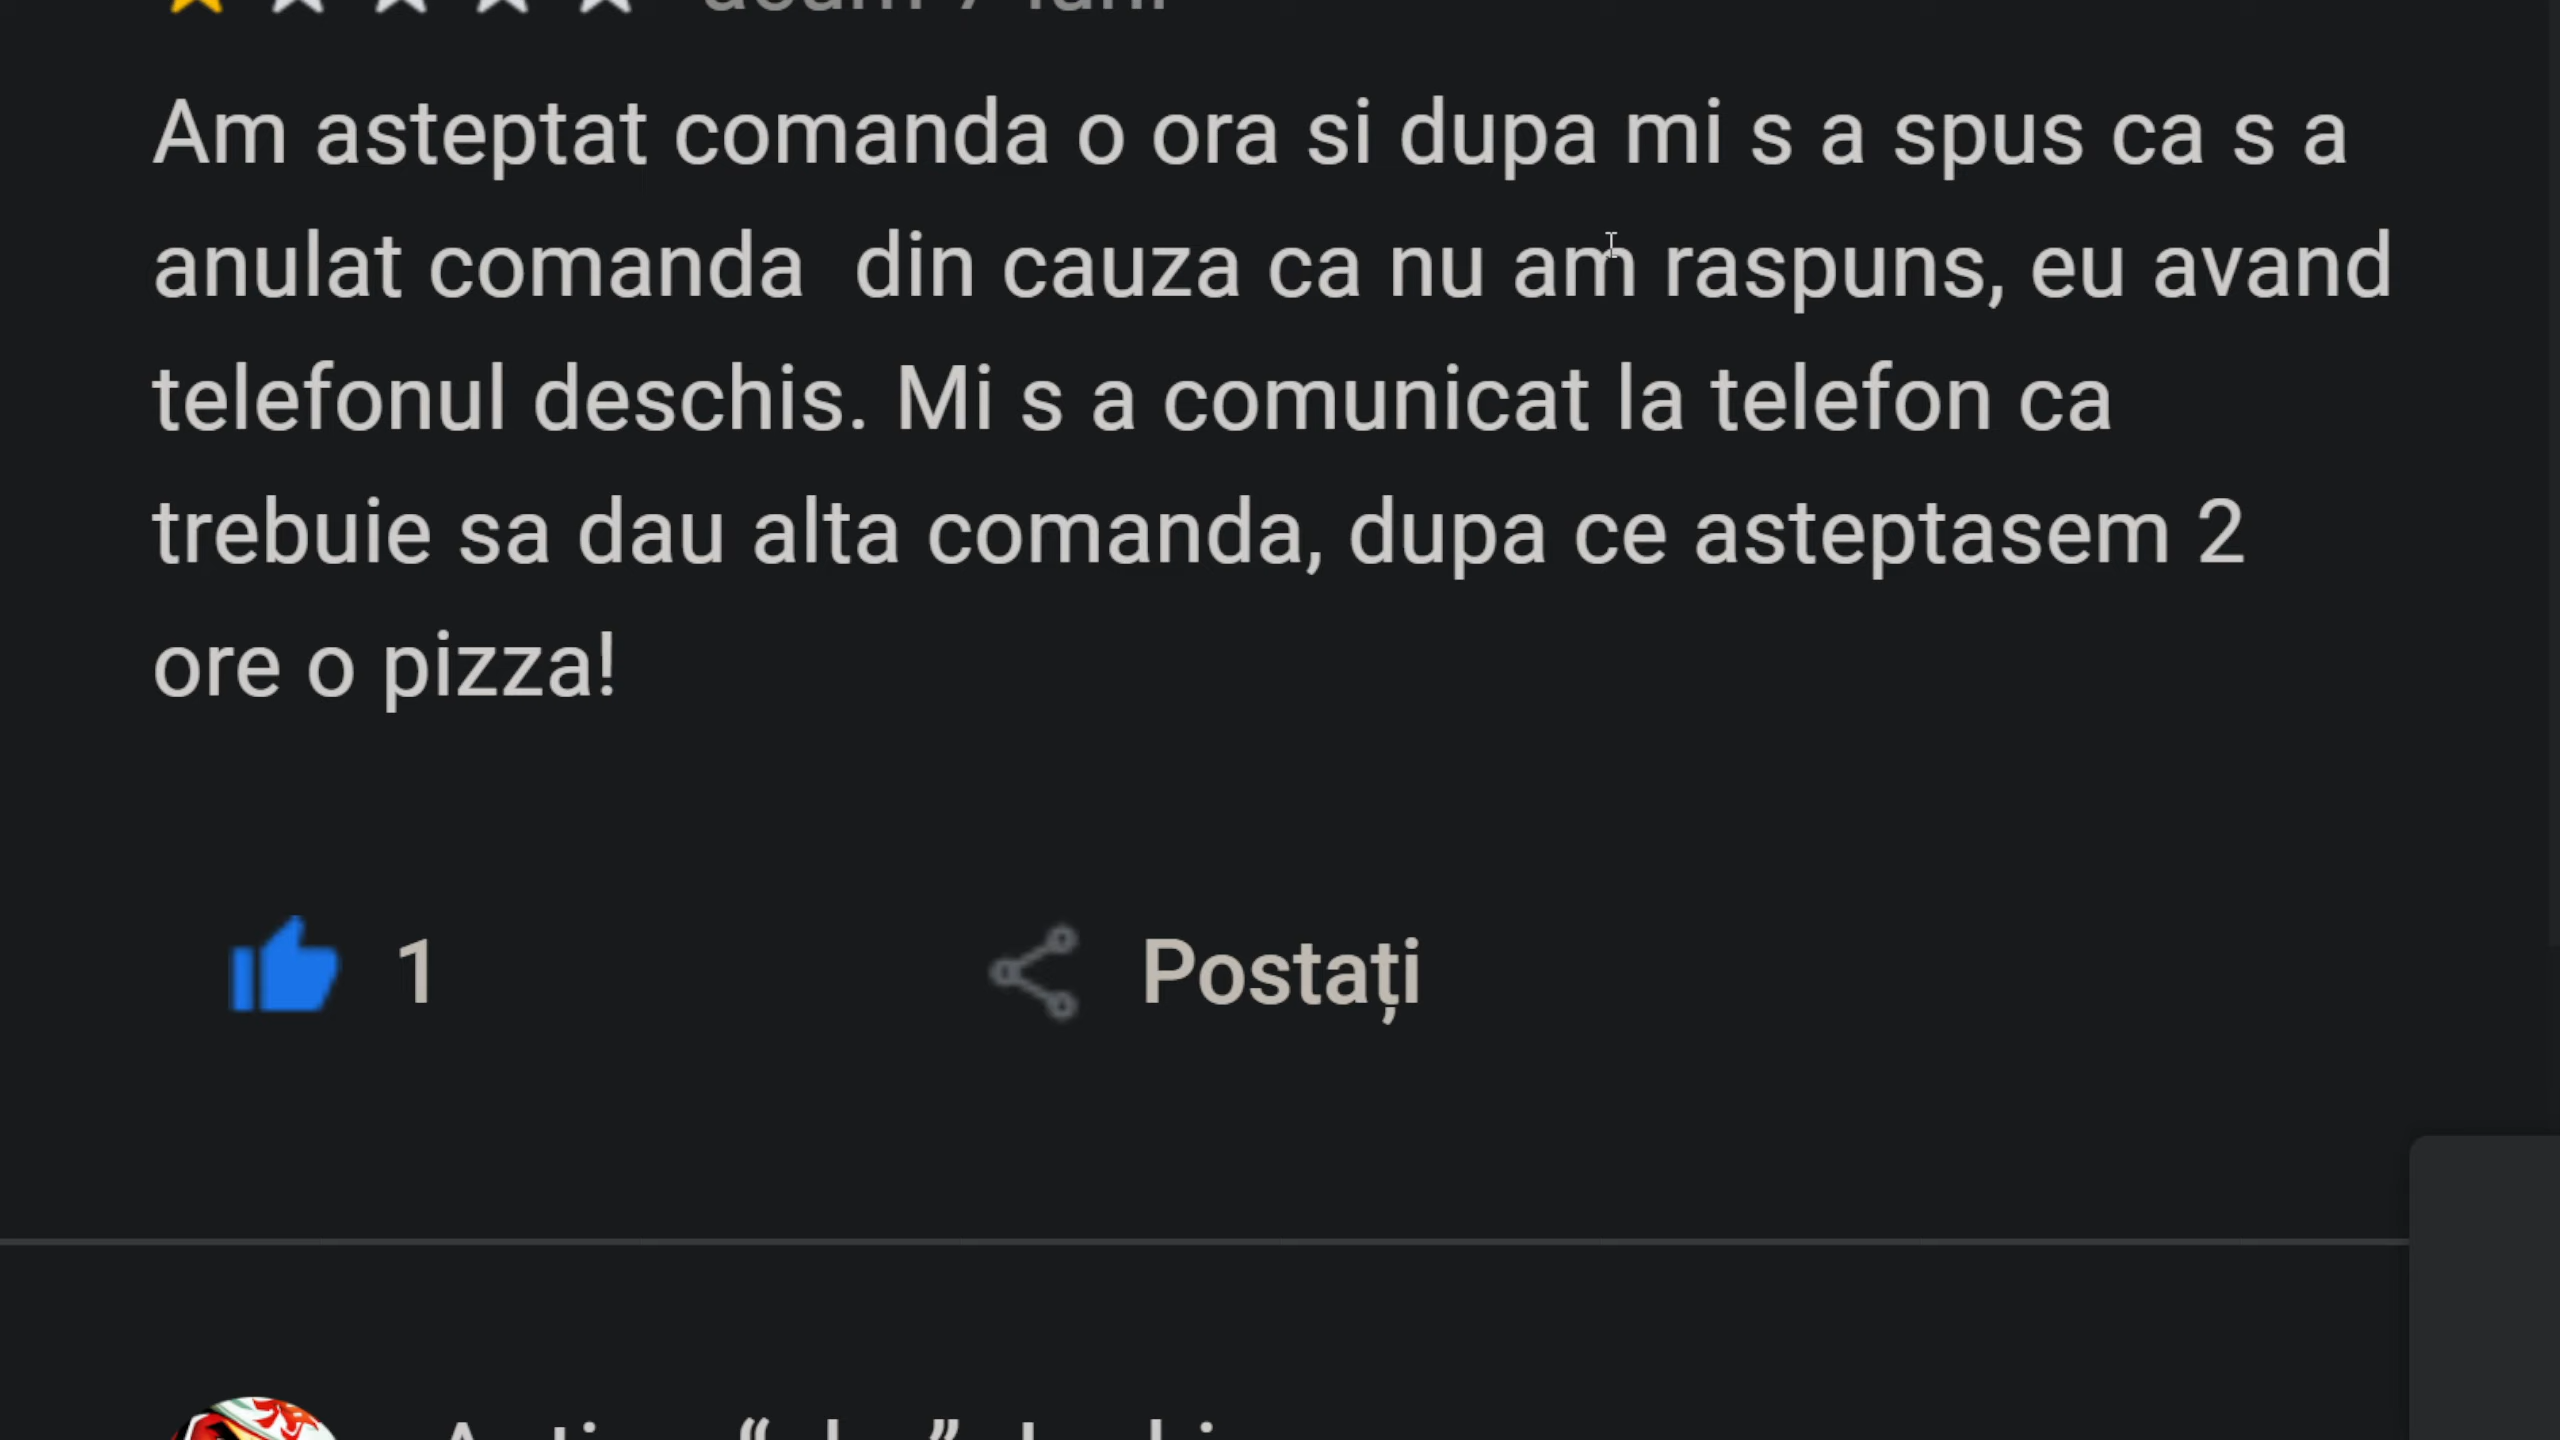 Am asteptat comanda o ora si dupa mi s a spus ca s a
anulat comanda  din cauza ca nu am raspuns, eu avand
telefonul deschis. Mi s a comunicat la telefon ca
trebuie sa dau alta comanda, dupa ce asteptasem 2
ore o pizza!
1
Postați